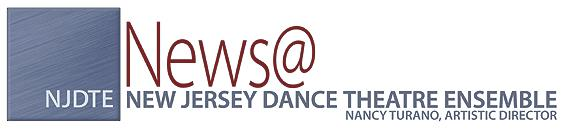 News@
NJDTE NEW JERSEY DANCE THEATRE ENSEMBLE
NANCY TURANO, ARTISTIC DIRECTOR